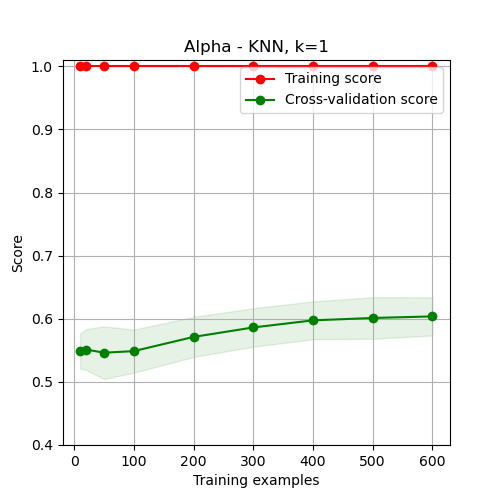 Alpha - KNN, k=1
Training score
Cross-validation score
1.0
0.9
0.8
0.7
0.6
0.5
0.4
Score
0 100 200 300 400 500 600
Training examples